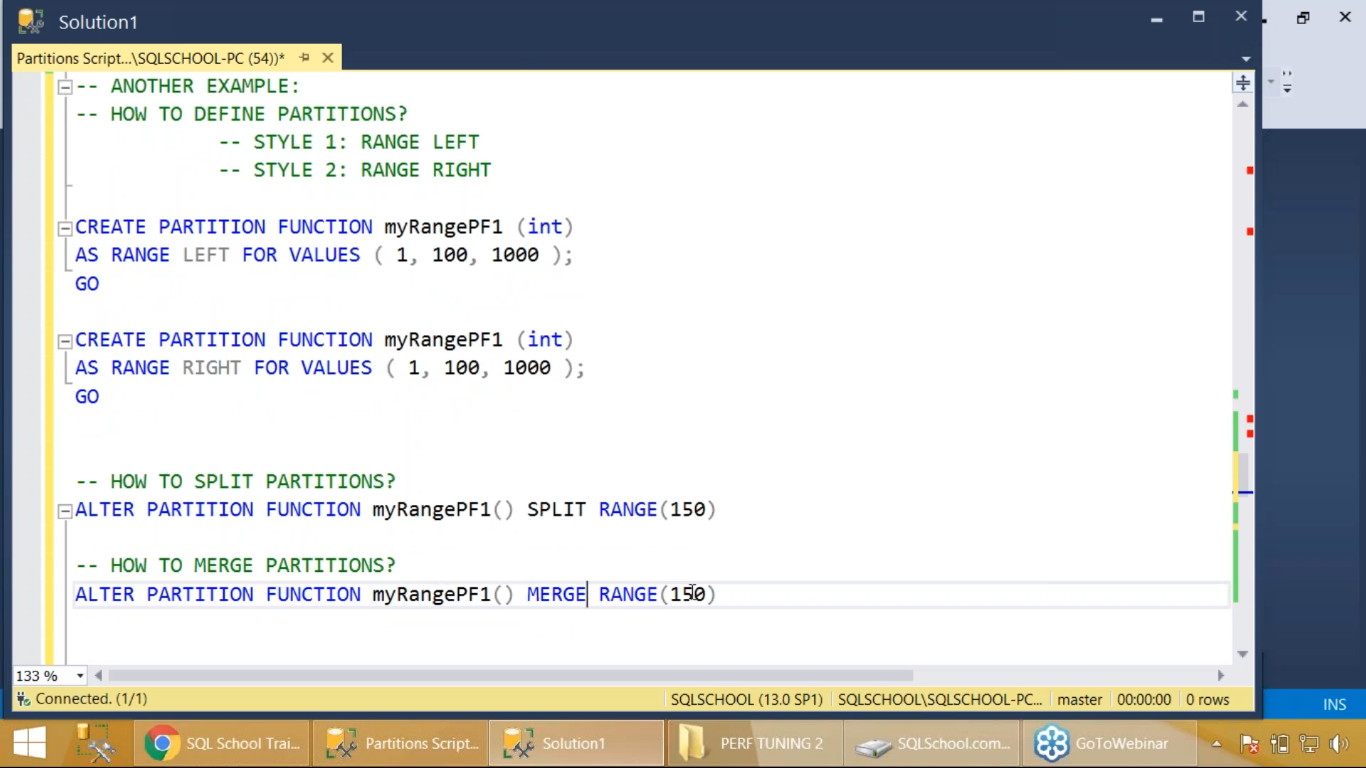 Solution1
Partitions Script...\SQLSCHOOL-PC (54))*
-- ANOTHER EXAMPLE:
-- HOW TO DEFINE PARTITIONS?
-- STYLE 1: RANGE LEFT
-- STYLE 2: RANGE RIGHT
CREATE PARTITION FUNCTION myRangePF1 (int)
AS RANGE LEFT FOR VALUES ( 1, 100, 1000 );
GO
CREATE PARTITION FUNCTION myRangePF1 (int)
AS RANGE RIGHT FOR VALUES ( 1, 100, 1000 );
GO
-- HOW TO SPLIT PARTITIONS?
ALTER PARTITION FUNCTION myRangePF1() SPLIT RANGE(150)
-- HOW TO MERGE PARTITIONS?
ALTER PARTITION FUNCTION myRangePF1() MERGE RANGE(150)
133 %
Connected. (1/1) SQLSCHOOL (13.0 SP1) SQLSCHOOL\SQLSCHOOL-PC... master 00:00:00 0 rows
INS
SQL School Trai... Partitions Script... Solution1 PERF TUNING 2 SQLSchool.com... GoToWebinar